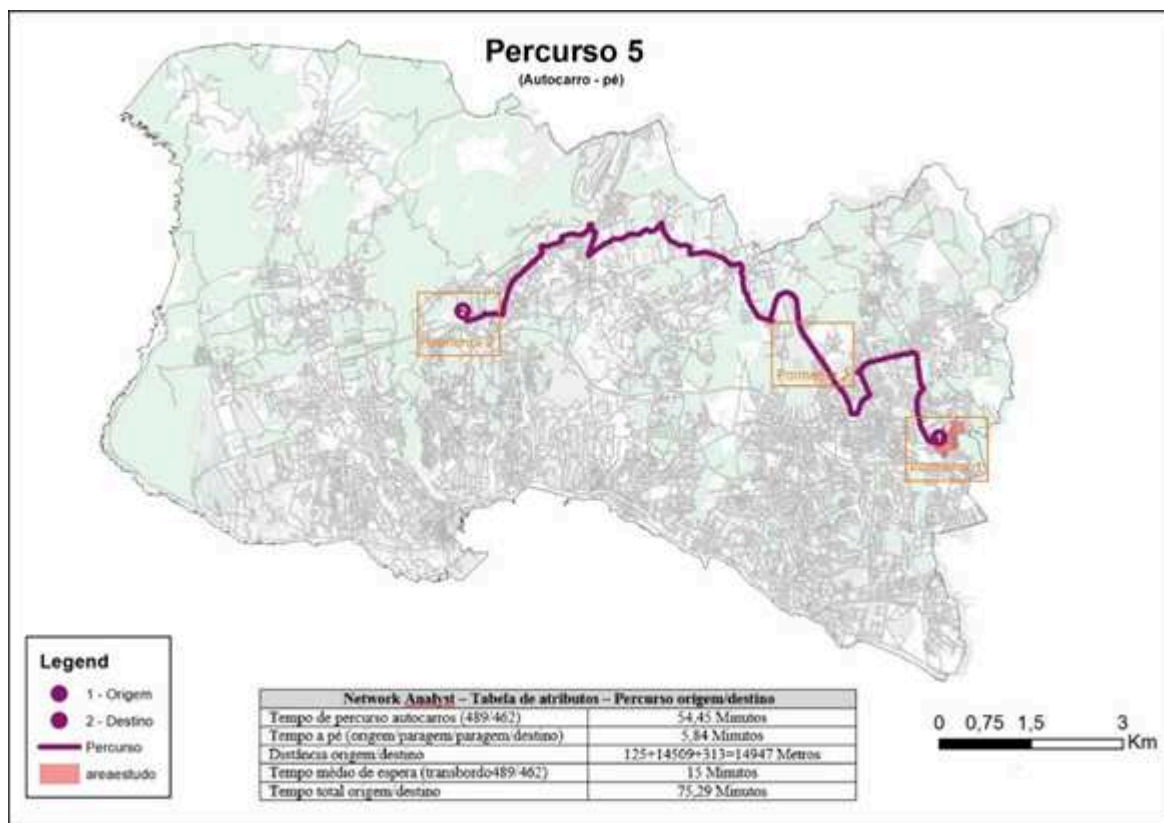 Percurso 5
(Autocarro - pé)
2
Pormenor 2
Pormenor 3
1
Pormenor 1
Legend
1 - Origem
2 - Destino
Percurso
areaestudo
Network Analyst – Tabela de atributos – Percurso origem/destino
Tempo de percurso autocarros (489/462) 54,45 Minutos
Tempo a pé (origem/paragem/paragem/destino) 5,84 Minutos
Distância origem/destino 125+14509+313=14947 Metros
Tempo médio de espera (transbordo489/462) 15 Minutos
Tempo total origem/destino 75,29 Minutos
0 0,75 1,5 3
Km